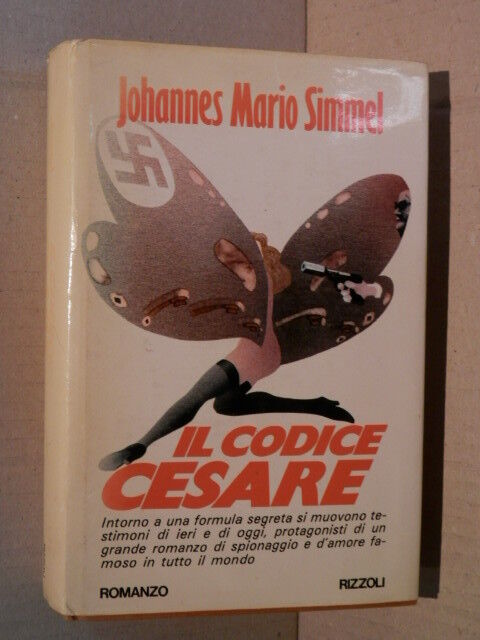 Johannes Mario Simmel
IL CODICE
CESARE
Intorno a una formula segreta si muovono te-
stimoni di ieri e di oggi, protagonisti di un
grande romanzo di spionaggio e d'amore fa-
moso in tutto il mondo
ROMANZO RIZZOLI